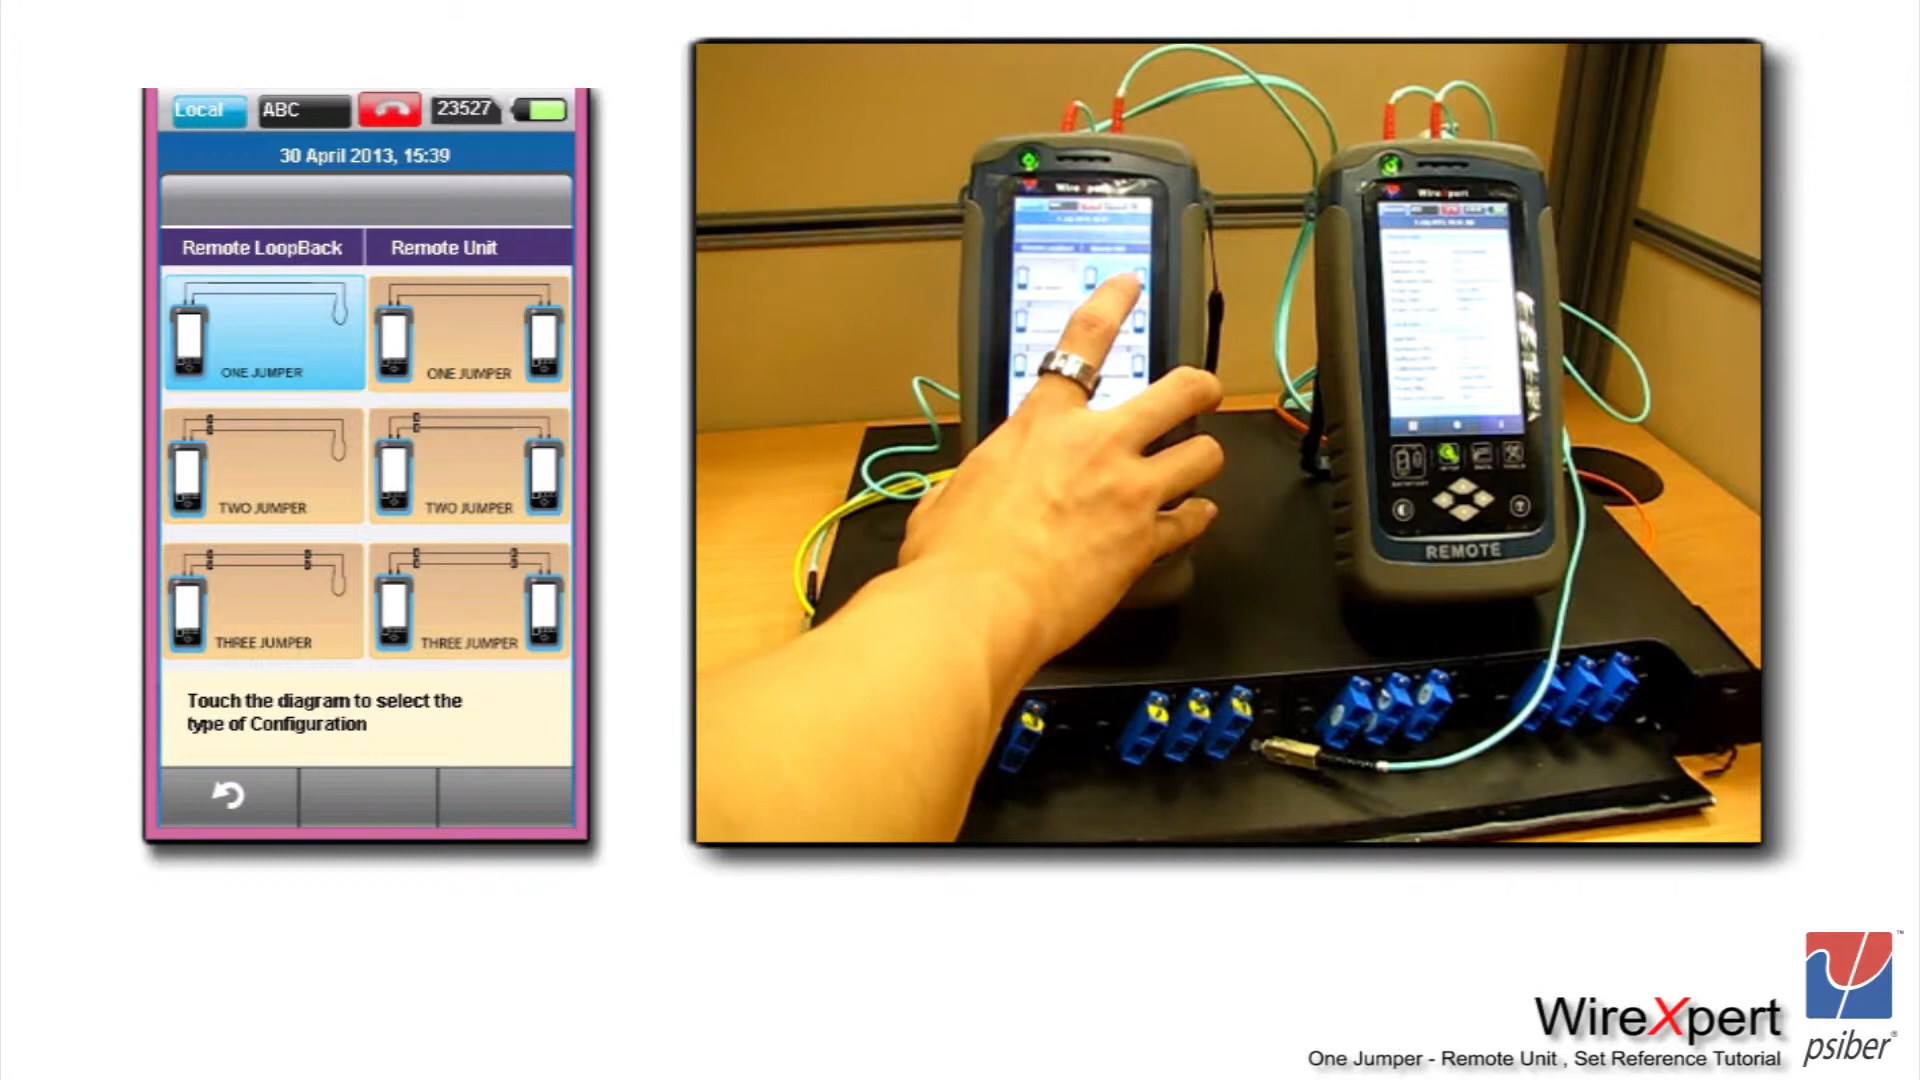 Local ABC 23527
30 April 2013, 15:39
Remote LoopBack Remote Unit
ONE JUMPER ONE JUMPER
TWO JUMPER TWO JUMPER
THREE JUMPER THREE JUMPER
Touch the diagram to select the
type of Configuration
WireXpert
REMOTE
WireXpert
One Jumper - Remote Unit , Set Reference Tutorial
psiber®
TM